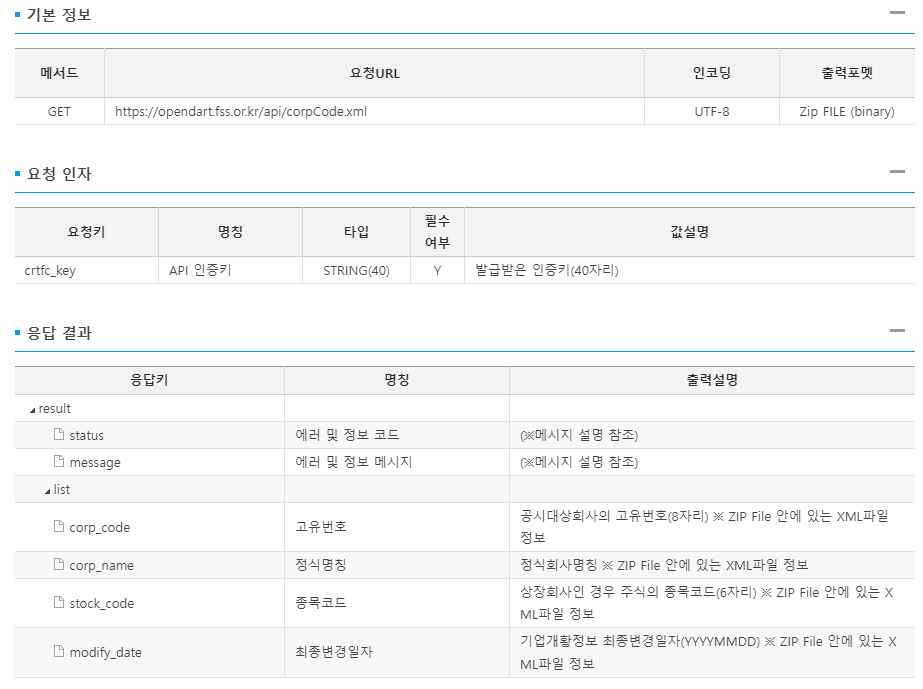 기본 정보
메서드 요청URL 인코딩 출력포멧
GET https://opendart.fss.or.kr/api/corpCode.xml UTF-8 Zip FILE (binary)
요청 인자
요청키 명칭 타입 필수 여부 값설명
crtfc_key API 인증키 STRING(40) Y 발급받은 인증키(40자리)
응답 결과
응답키 명칭 출력설명
result
status 에러 및 정보 코드 (※메시지 설명 참조)
message 에러 및 정보 메시지 (※메시지 설명 참조)
list
corp_code 고유번호 공시대상회사의 고유번호(8자리) ※ ZIP File 안에 있는 XML파일
정보
corp_name 정식명칭 정식회사명칭 ※ ZIP File 안에 있는 XML파일 정보
stock_code 종목코드 상장회사인 경우 주식의 종목코드(6자리) ※ ZIP File 안에 있는 X
ML파일 정보
modify_date 최종변경일자 기업개황정보 최종변경일자(YYYYMMDD) ※ ZIP File 안에 있는 X
ML파일 정보